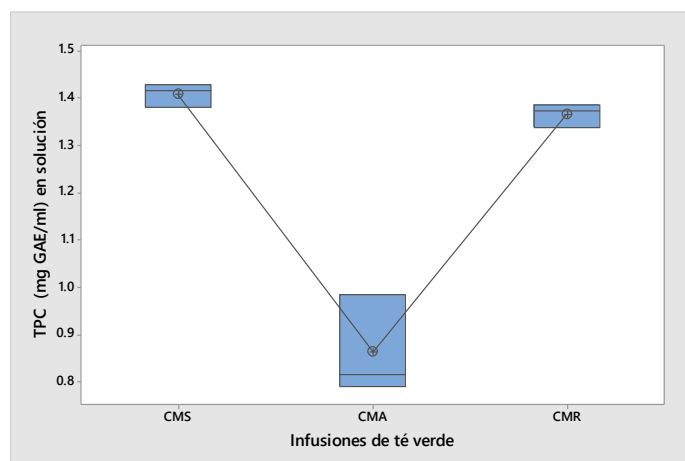 1.5
1.4
1.3
1.2
1.1
1.0
0.9
0.8
TPC (mg GAE/ml) en solución
CMS CMA CMR
Infusiones de té verde